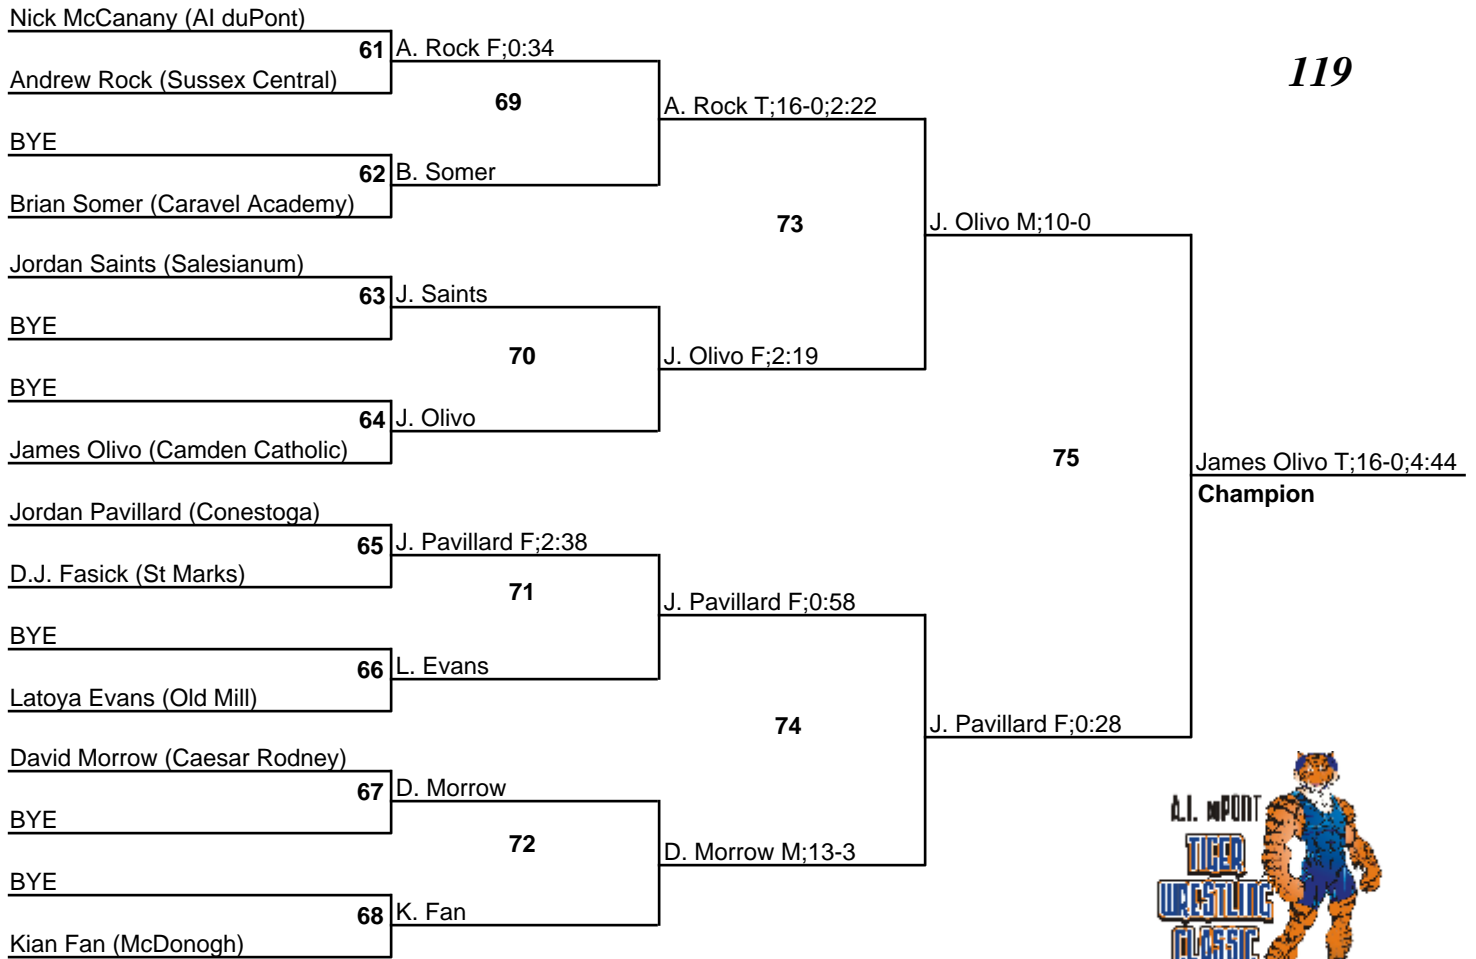 Nick McCanany (AI duPont)
61 A. Rock F;0:34
119
Andrew Rock (Sussex Central)
69
A. Rock T;16-0;2:22
BYE
62 B. Somer
Brian Somer (Caravel Academy)
73
J. Olivo M;10-0
Jordan Saints (Salesianum)
63 J. Saints
BYE
70
J. Olivo F;2:19
BYE
64 J. Olivo
James Olivo (Camden Catholic)
75
James Olivo T;16-0;4:44
Champion
Jordan Pavillard (Conestoga)
65 J. Pavillard F;2:38
D.J. Fasick (St Marks)
71
J. Pavillard F;0:58
BYE
66 L. Evans
Latoya Evans (Old Mill)
74
J. Pavillard F;0:28
David Morrow (Caesar Rodney)
67 D. Morrow
BYE
72
D. Morrow M;13-3
BYE
68 K. Fan
Kian Fan (McDonogh)
A.I. duPONT
TIGER
WRESTLING
CLASSIC